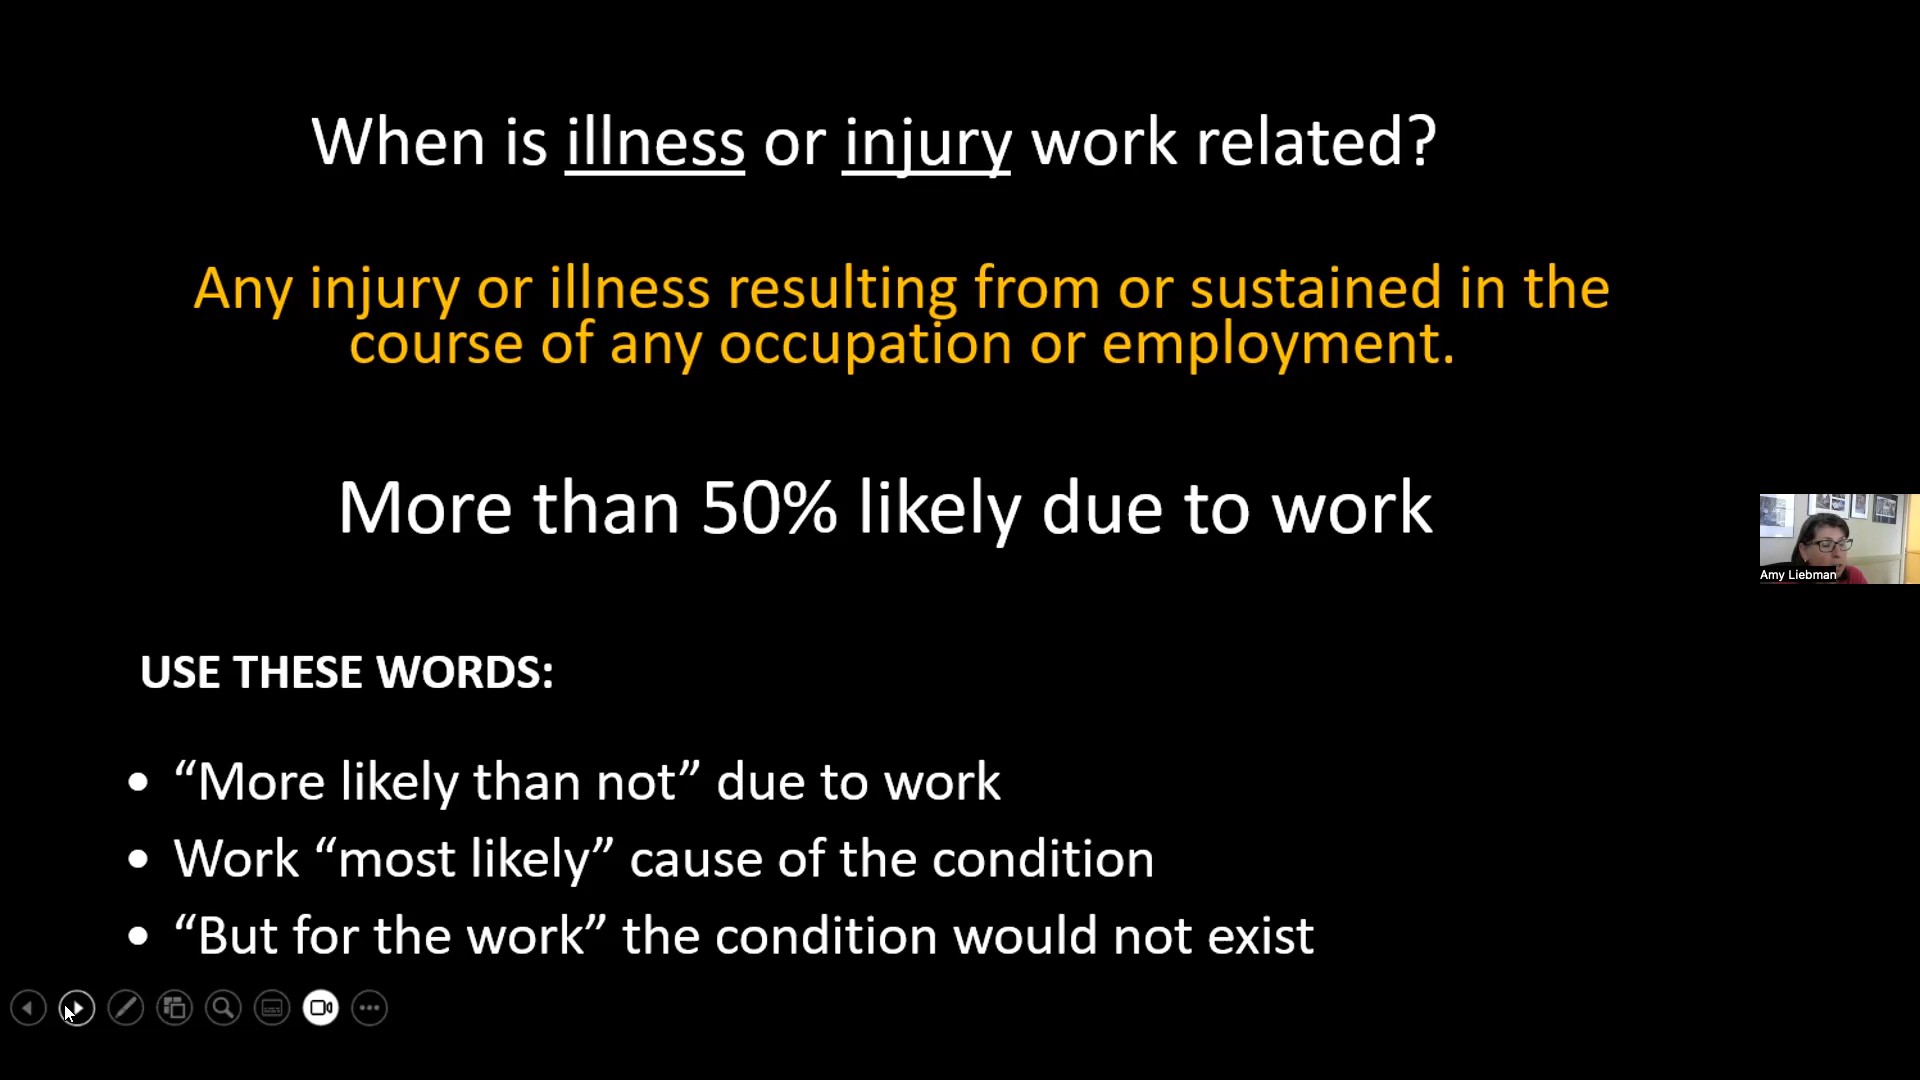 When is illness or injury work related?
Any injury or illness resulting from or sustained in the
course of any occupation or employment.
More than 50% likely due to work
Amy Liebman
USE THESE WORDS:
• “More likely than not” due to work
• Work “most likely” cause of the condition
• “But for the work” the condition would not exist